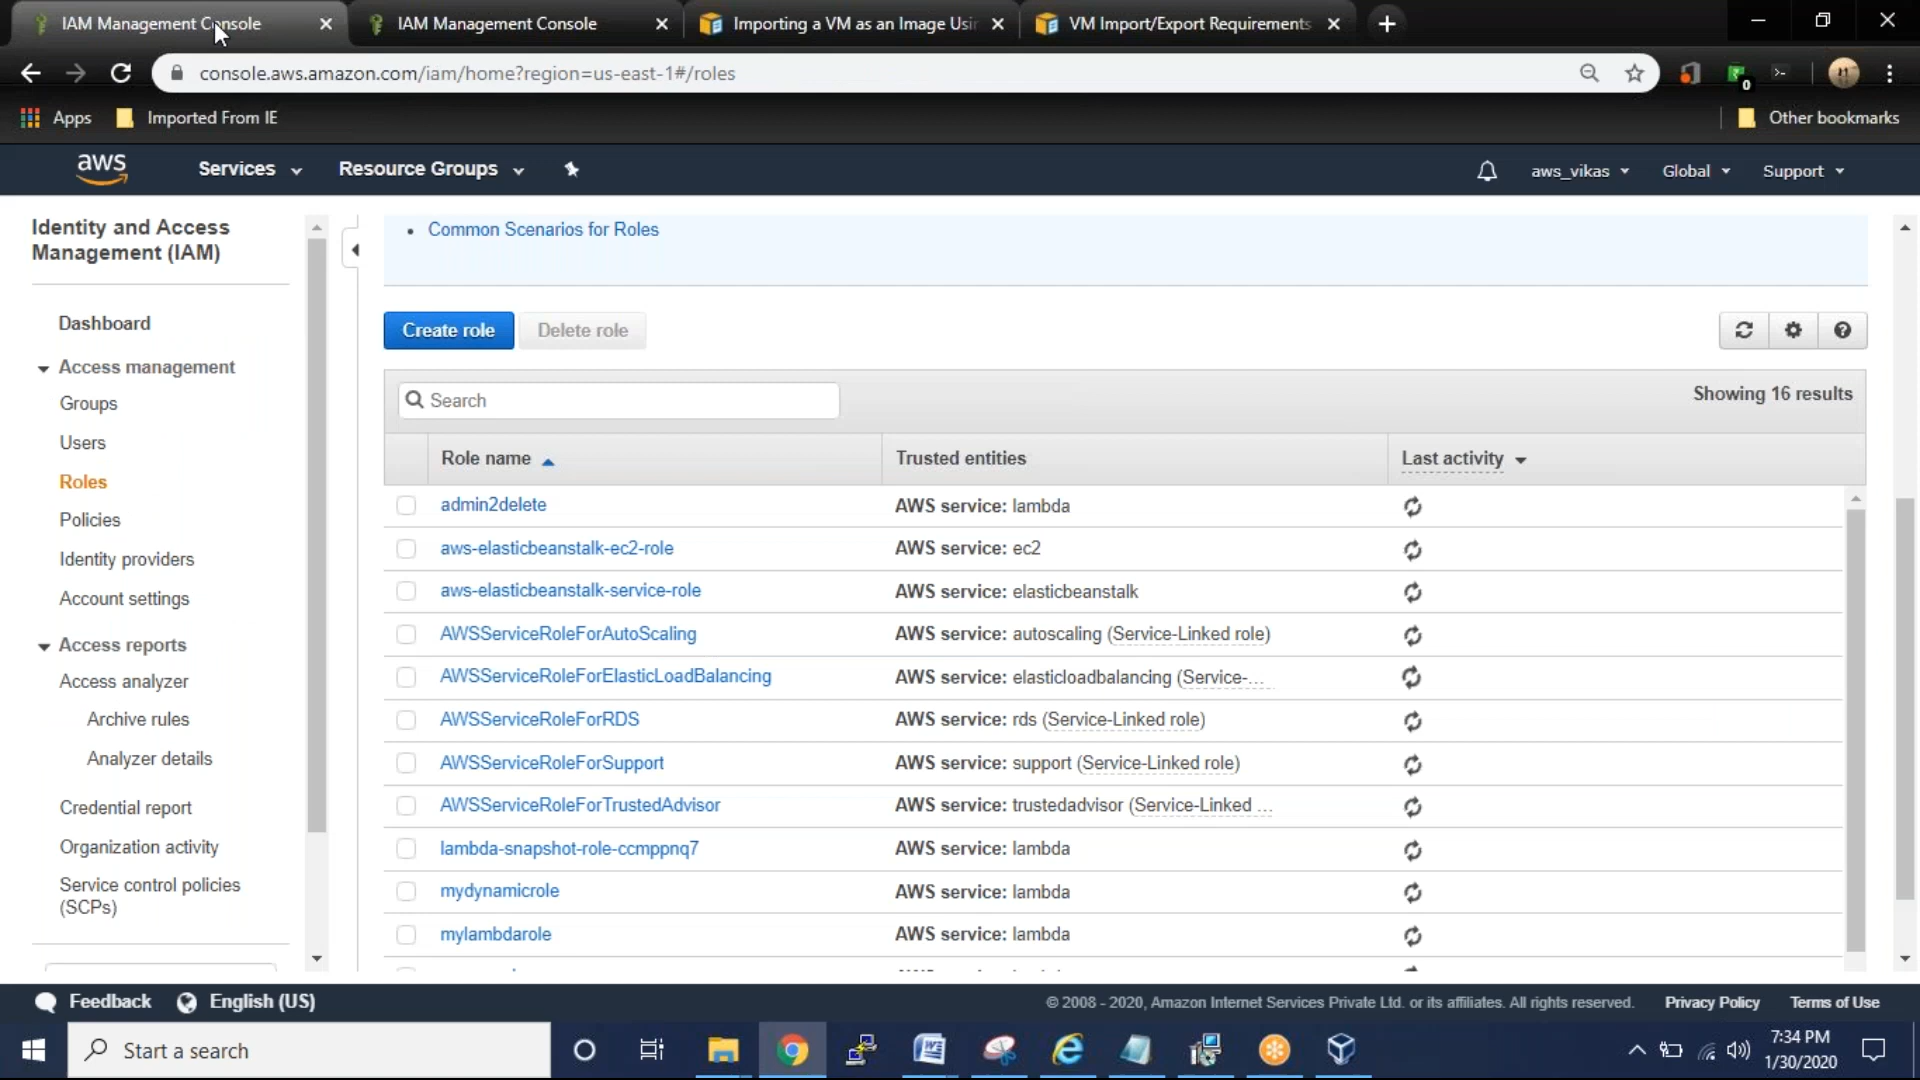 IAM Management Console
IAM Management Console
Importing a VM as an Image Usi
VM Import/Export Requirements
console.aws.amazon.com/iam/home?region=us-east-1#/roles
0
Apps
Imported From IE
Other bookmarks
aws
Services
Resource Groups
aws_vikas
Global
Support
Identity and Access
Management (IAM)
Dashboard
Access management
Groups
Users
Roles
Policies
Identity providers
Account settings
Access reports
Access analyzer
Archive rules
Analyzer details
Credential report
Organization activity
Service control policies
(SCPs)
• Common Scenarios for Roles
Create role
Delete role
Search
Showing 16 results
Role name
Trusted entities
Last activity
admin2delete
AWS service: lambda
aws-elasticbeanstalk-ec2-role
AWS service: ec2
aws-elasticbeanstalk-service-role
AWS service: elasticbeanstalk
AWSServiceRoleForAutoScaling
AWS service: autoscaling (Service-Linked role)
AWSServiceRoleForElasticLoadBalancing
AWS service: elasticloadbalancing (Service-...
AWSServiceRoleForRDS
AWS service: rds (Service-Linked role)
AWSServiceRoleForSupport
AWS service: support (Service-Linked role)
AWSServiceRoleForTrustedAdvisor
AWS service: trustedadvisor (Service-Linked ...
lambda-snapshot-role-ccmppnq7
AWS service: lambda
mydynamicrole
AWS service: lambda
mylambdarole
AWS service: lambda
Feedback
English (US)
© 2008 - 2020, Amazon Internet Services Private Ltd. or its affiliates. All rights reserved.
Privacy Policy
Terms of Use
Start a search
7:34 PM
1/30/2020